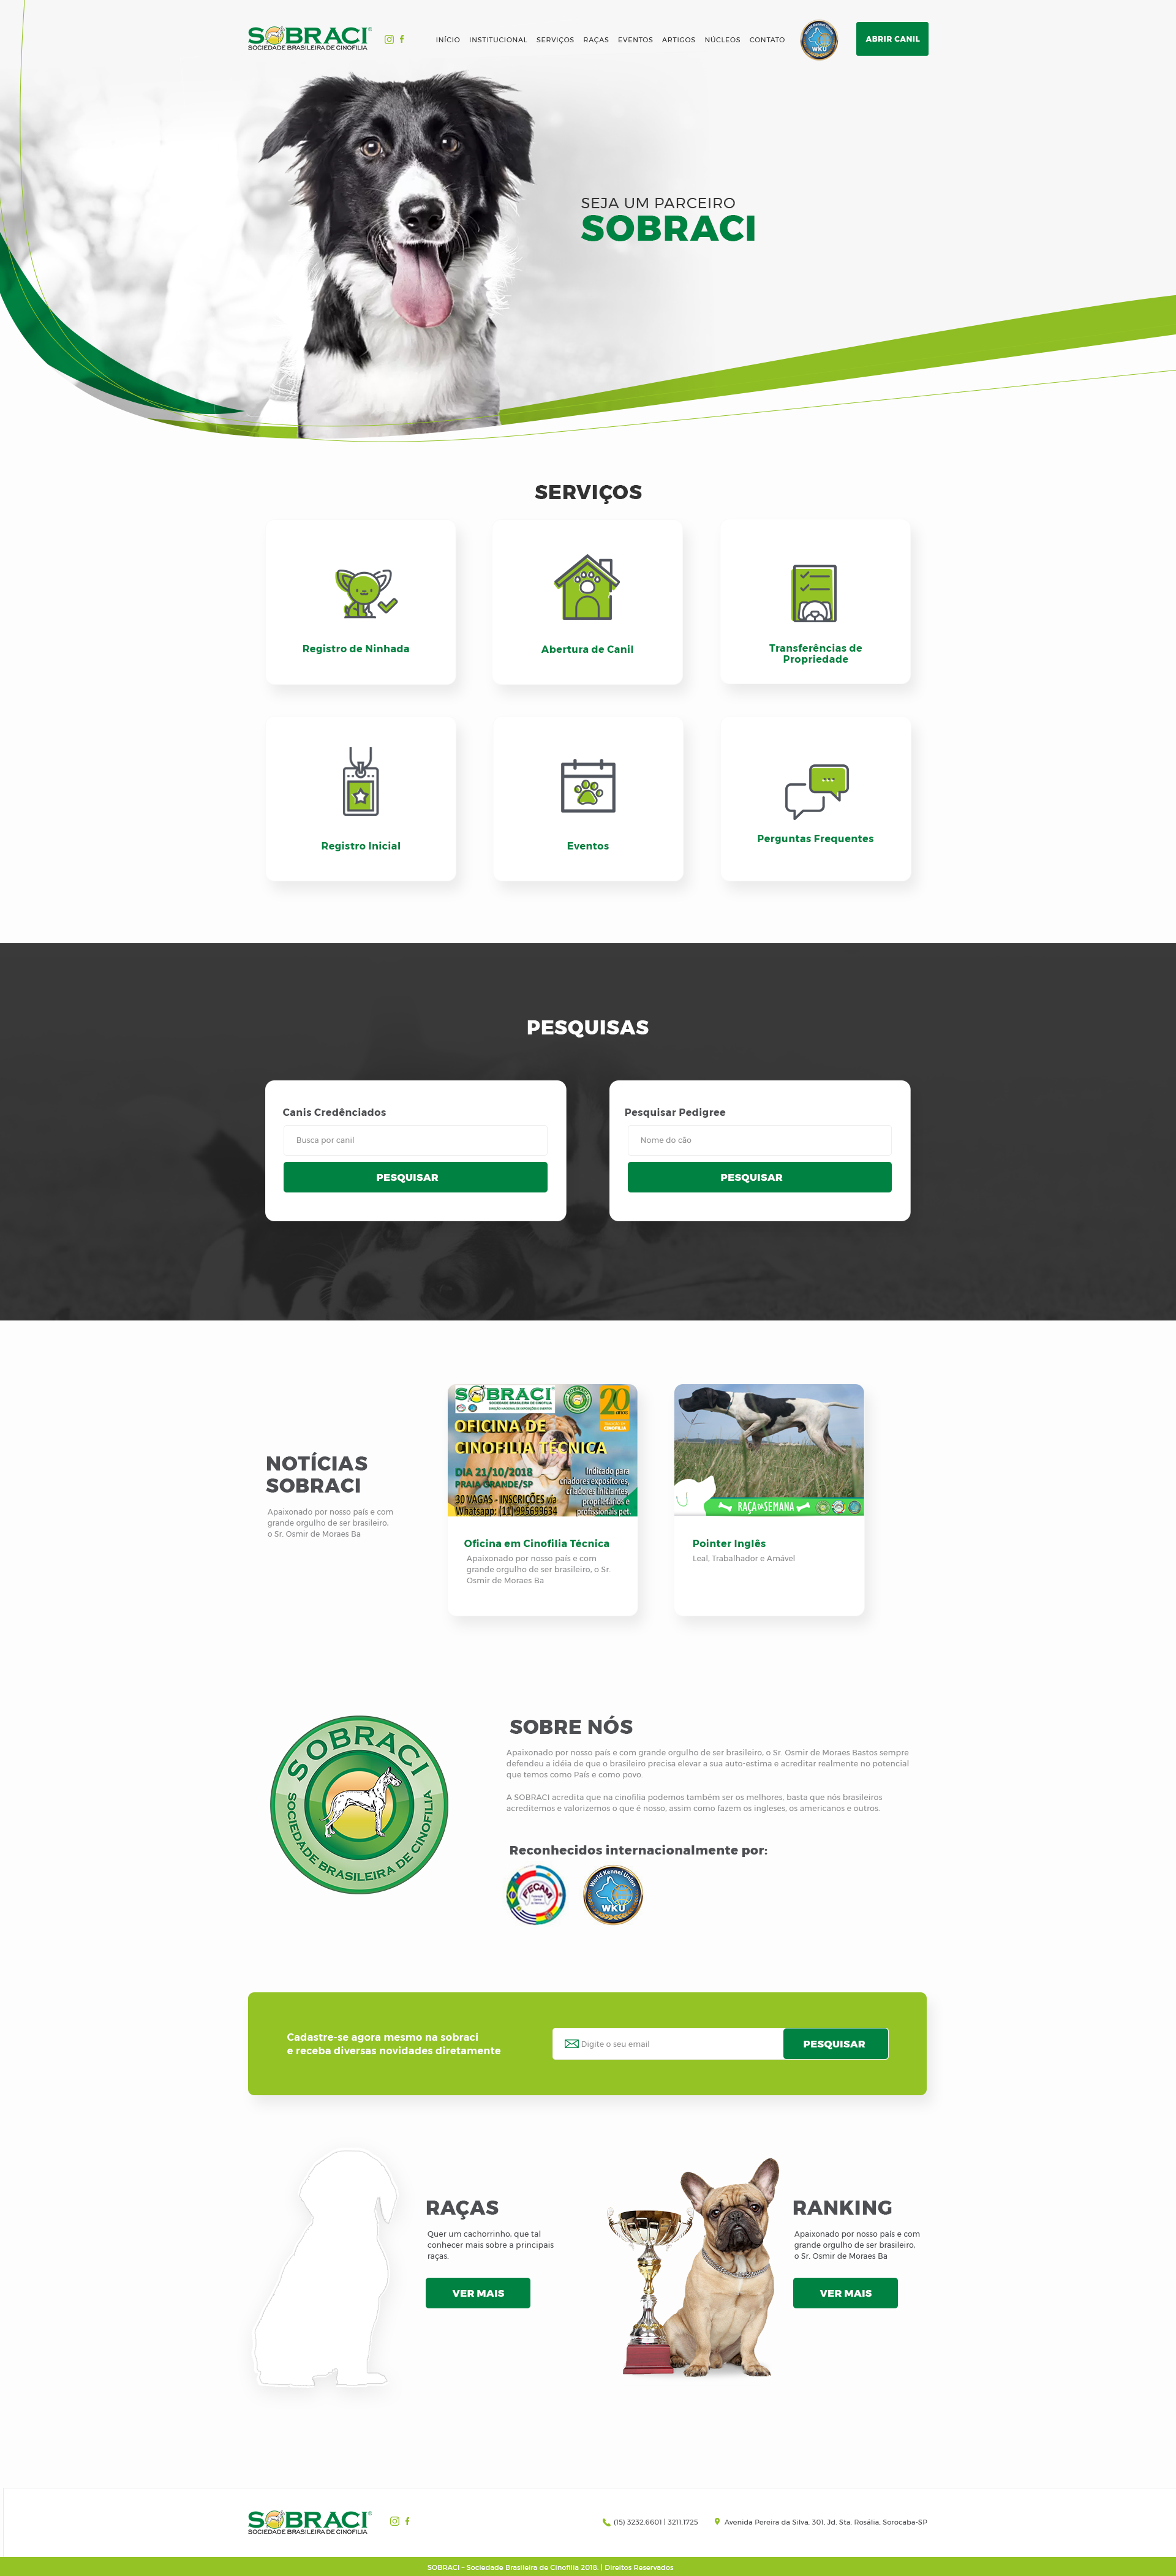 SOBRACI
SOCIEDADE BRASILEIRA DE CINOFILIA
INÍCIO INSTITUCIONAL SERVIÇOS RAÇAS EVENTOS ARTIGOS NÚCLEOS CONTATO
World Kennel Union
WKU
ABRIR CANIL
SEJA UM PARCEIRO
SOBRACI
SERVIÇOS
Registro de Ninhada
Abertura de Canil
Transferências de
Propriedade
Registro Inicial
Eventos
Perguntas Frequentes
PESQUISAS
Canis Credênciados
Busca por canil
PESQUISAR
Pesquisar Pedigree
Nome do cão
PESQUISAR
NOTÍCIAS
SOBRACI
Apaixonado por nosso país e com
grande orgulho de ser brasileiro,
o Sr. Osmir de Moraes Ba
SOBRACI
SOCIEDADE BRASILEIRA DE CINOFILIA
20
CINOFILIA
OFICINA DE
CINOFILIA TÉCNICA
DIA 21/10/2018
PRAIA GRANDE/SP
30 VAGAS - INSCRIÇÕES via
Whatsapp: (11)995699634
Indicado para
criadores expositores,
criadores iniciantes,
proprietários e
profissionais pet.
Oficina em Cinofilia Técnica
Apaixonado por nosso país e com
grande orgulho de ser brasileiro, o Sr.
Osmir de Moraes Ba
RAÇA DA SEMANA
Pointer Inglês
Leal, Trabalhador e Amável
SOBRACI
SOCIEDADE BRASILEIRA DE CINOFILIA
SOBRE NÓS
Apaixonado por nosso país e com grande orgulho de ser brasileiro, o Sr. Osmir de Moraes Bastos sempre
defendeu a idéia de que o brasileiro precisa elevar a sua auto-estima e acreditar realmente no potencial
que temos como País e como povo.
A SOBRACI acredita que na cinofilia podemos também ser os melhores, basta que nós brasileiros
acreditemos e valorizemos o que é nosso, assim como fazem os ingleses, os americanos e outros.
Reconhecidos internacionalmente por:
FECAM
World Kennel Union
WKU
Cadastre-se agora mesmo na sobraci
e receba diversas novidades diretamente
Digite o seu email
PESQUISAR
RAÇAS
Quer um cachorrinho, que tal
conhecer mais sobre a principais
raças.
VER MAIS
RANKING
Apaixonado por nosso país e com
grande orgulho de ser brasileiro,
o Sr. Osmir de Moraes Ba
VER MAIS
SOBRACI
SOCIEDADE BRASILEIRA DE CINOFILIA
(15) 3232.6601 | 3211.1725
Avenida Pereira da Silva, 301, Jd. Sta. Rosália, Sorocaba-SP
SOBRACI – Sociedade Brasileira de Cinofilia 2018. | Direitos Reservados